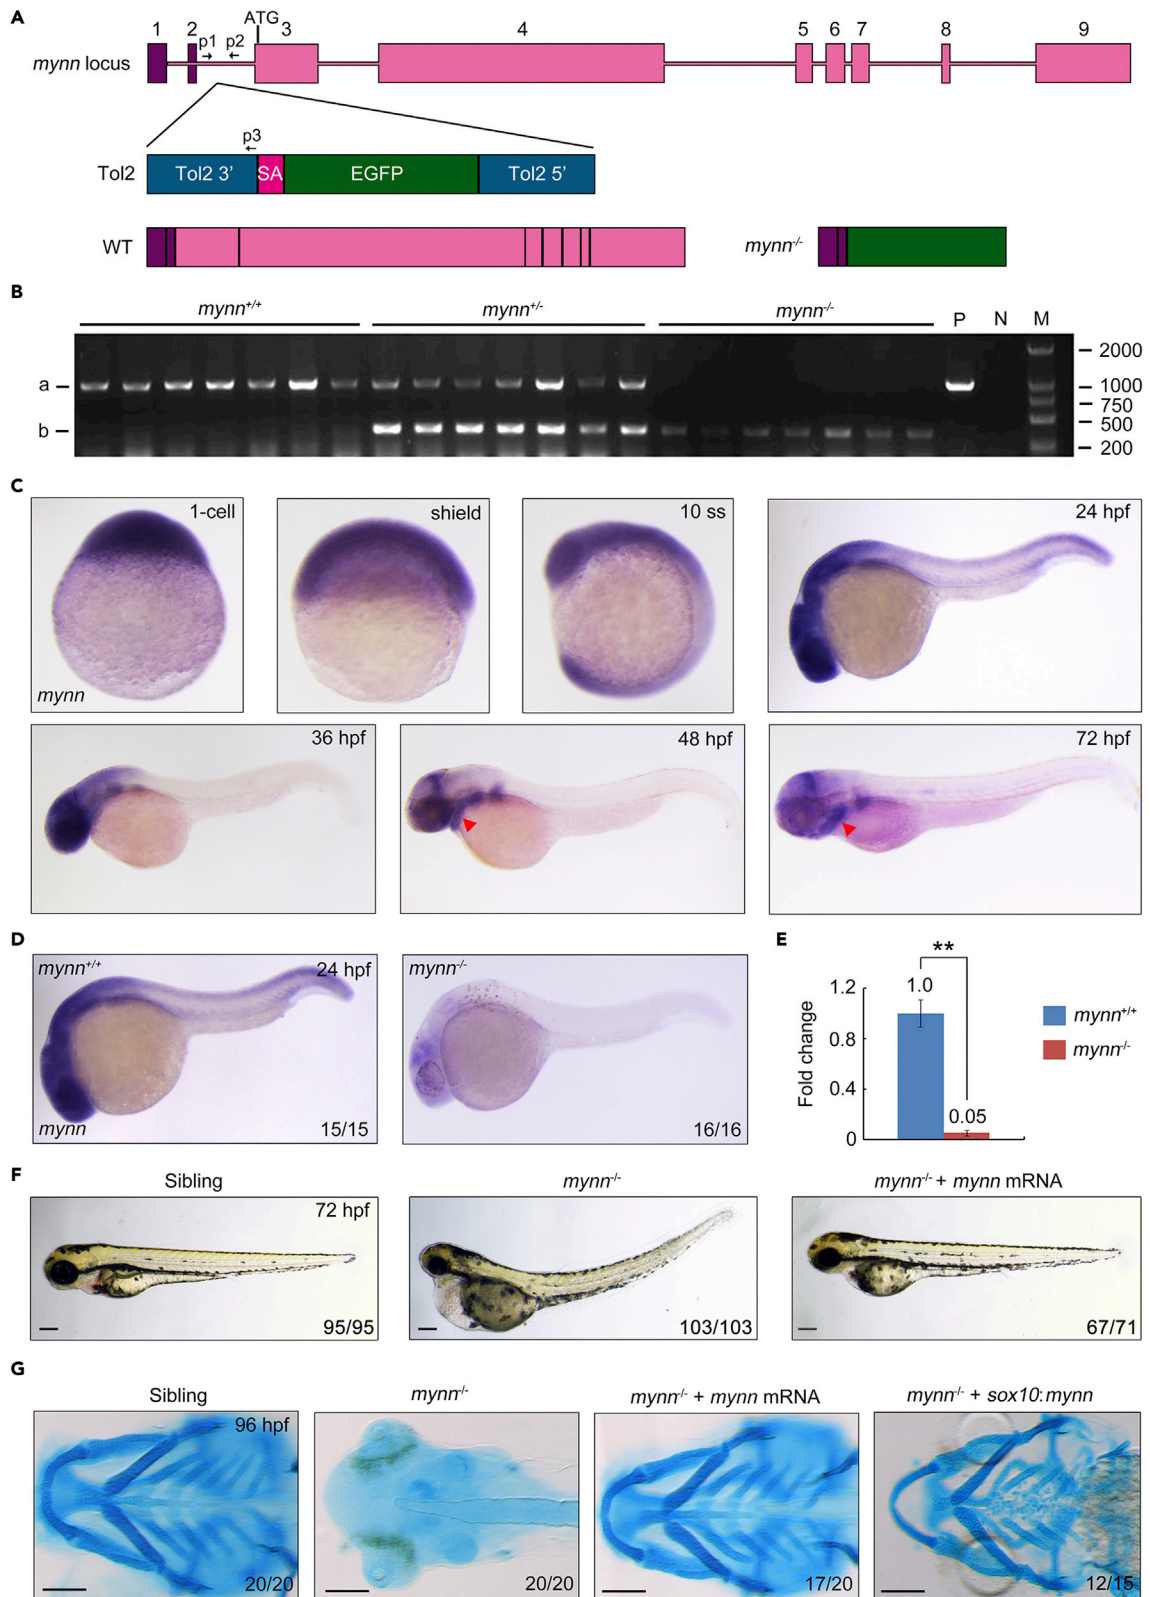 A
1 2 ATG 3 4 5 6 7 8 9
p1 p2
mynn locus
p3
Tol2 Tol2 3’ SA EGFP Tol2 5’
WT mynn-/-
B
mynn+/+ mynn+/- mynn-/- P N M
2000
a 1000
750
b 500
200
C
1-cell shield 10 ss 24 hpf
mynn
36 hpf 48 hpf 72 hpf
D
mynn+/+ 24 hpf mynn-/-
mynn 15/15 16/16
E
**
1.2 1.0
0.8
0.4
0 0.05
Fold change
mynn+/+
mynn-/-
F
Sibling mynn-/- mynn-/- + mynn mRNA
72 hpf
95/95 103/103 67/71
G
Sibling mynn-/- mynn-/- + mynn mRNA mynn-/- + sox10:mynn
96 hpf
20/20 20/20 17/20 12/15